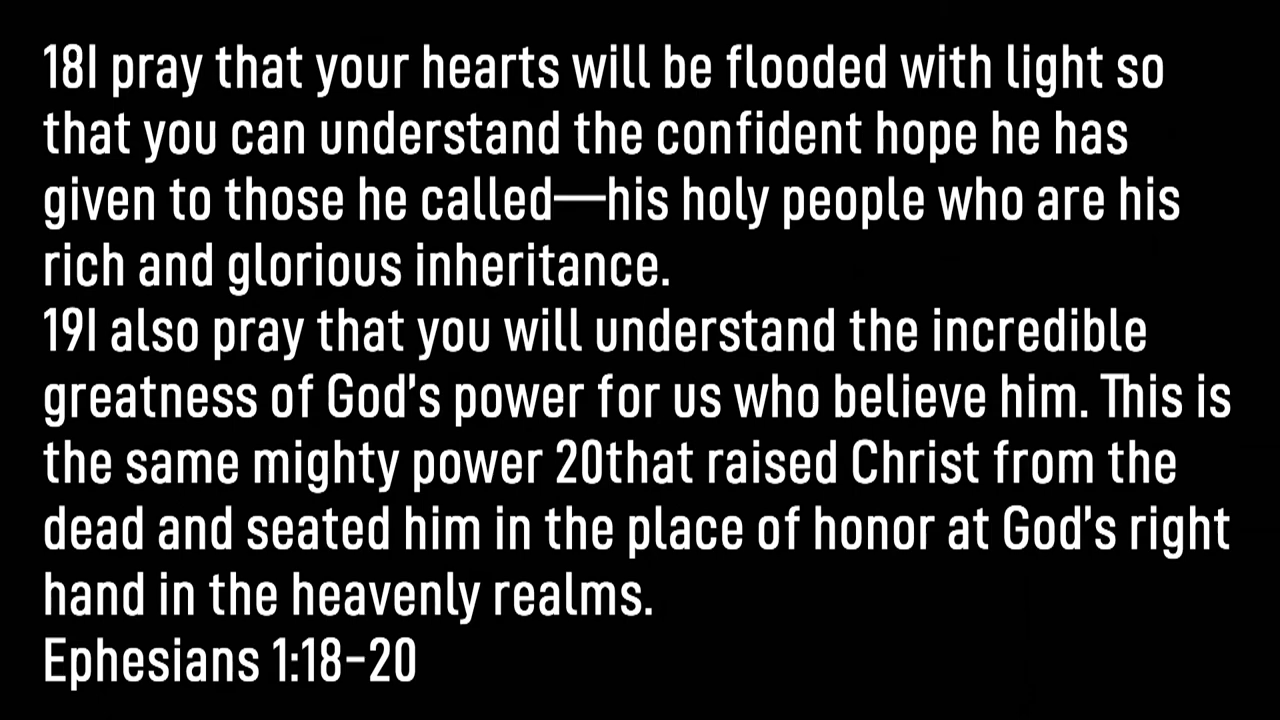 18I pray that your hearts will be flooded with light so
that you can understand the confident hope he has
given to those he called—his holy people who are his
rich and glorious inheritance.
19I also pray that you will understand the incredible
greatness of God's power for us who believe him. This is
the same mighty power 20that raised Christ from the
dead and seated him in the place of honor at God's right
hand in the heavenly realms.
Ephesians 1:18-20